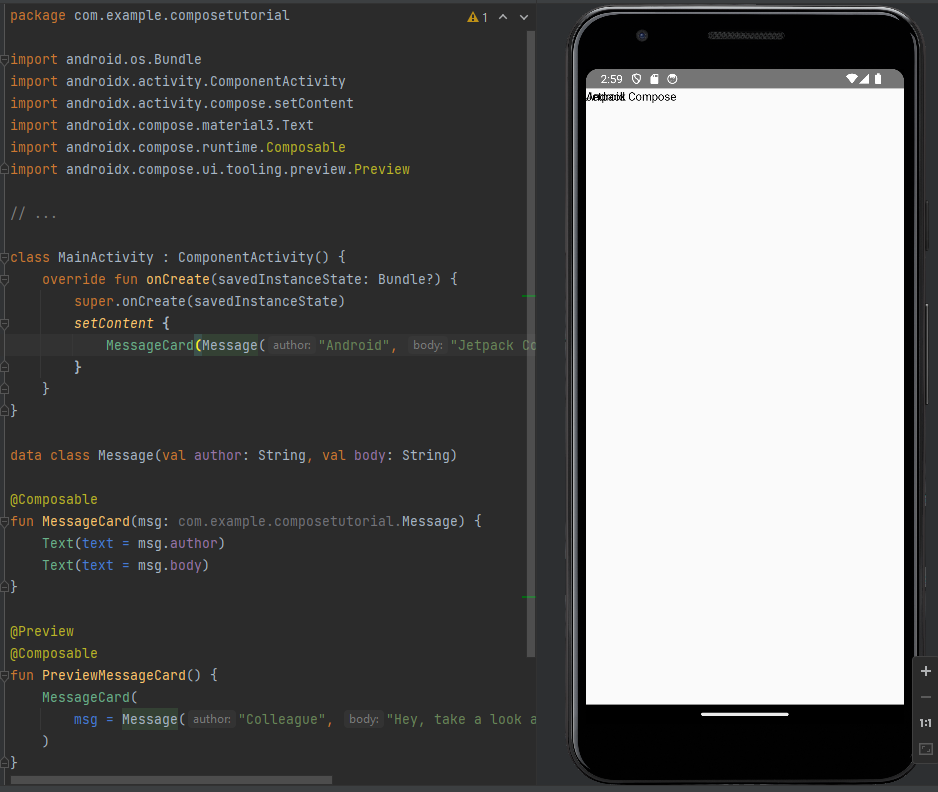 package com.example.composetutorial
1
import android.os.Bundle
import androidx.activity.ComponentActivity
import androidx.activity.compose.setContent
import androidx.compose.material3.Text
import androidx.compose.runtime.Composable
import androidx.compose.ui.tooling.preview.Preview
// ...
class MainActivity : ComponentActivity() {
override fun onCreate(savedInstanceState: Bundle?) {
super.onCreate(savedInstanceState)
setContent {
MessageCard(Message( author: "Android", body: "Jetpack Co
}
}
}
data class Message(val author: String, val body: String)
@Composable
fun MessageCard(msg: com.example.composetutorial.Message) {
Text(text = msg.author)
Text(text = msg.body)
}
@Preview
@Composable
fun PreviewMessageCard() {
MessageCard(
msg = Message( author: "Colleague", body: "Hey, take a look a
)
}
2:59
Android
Jetpack Compose
1:1